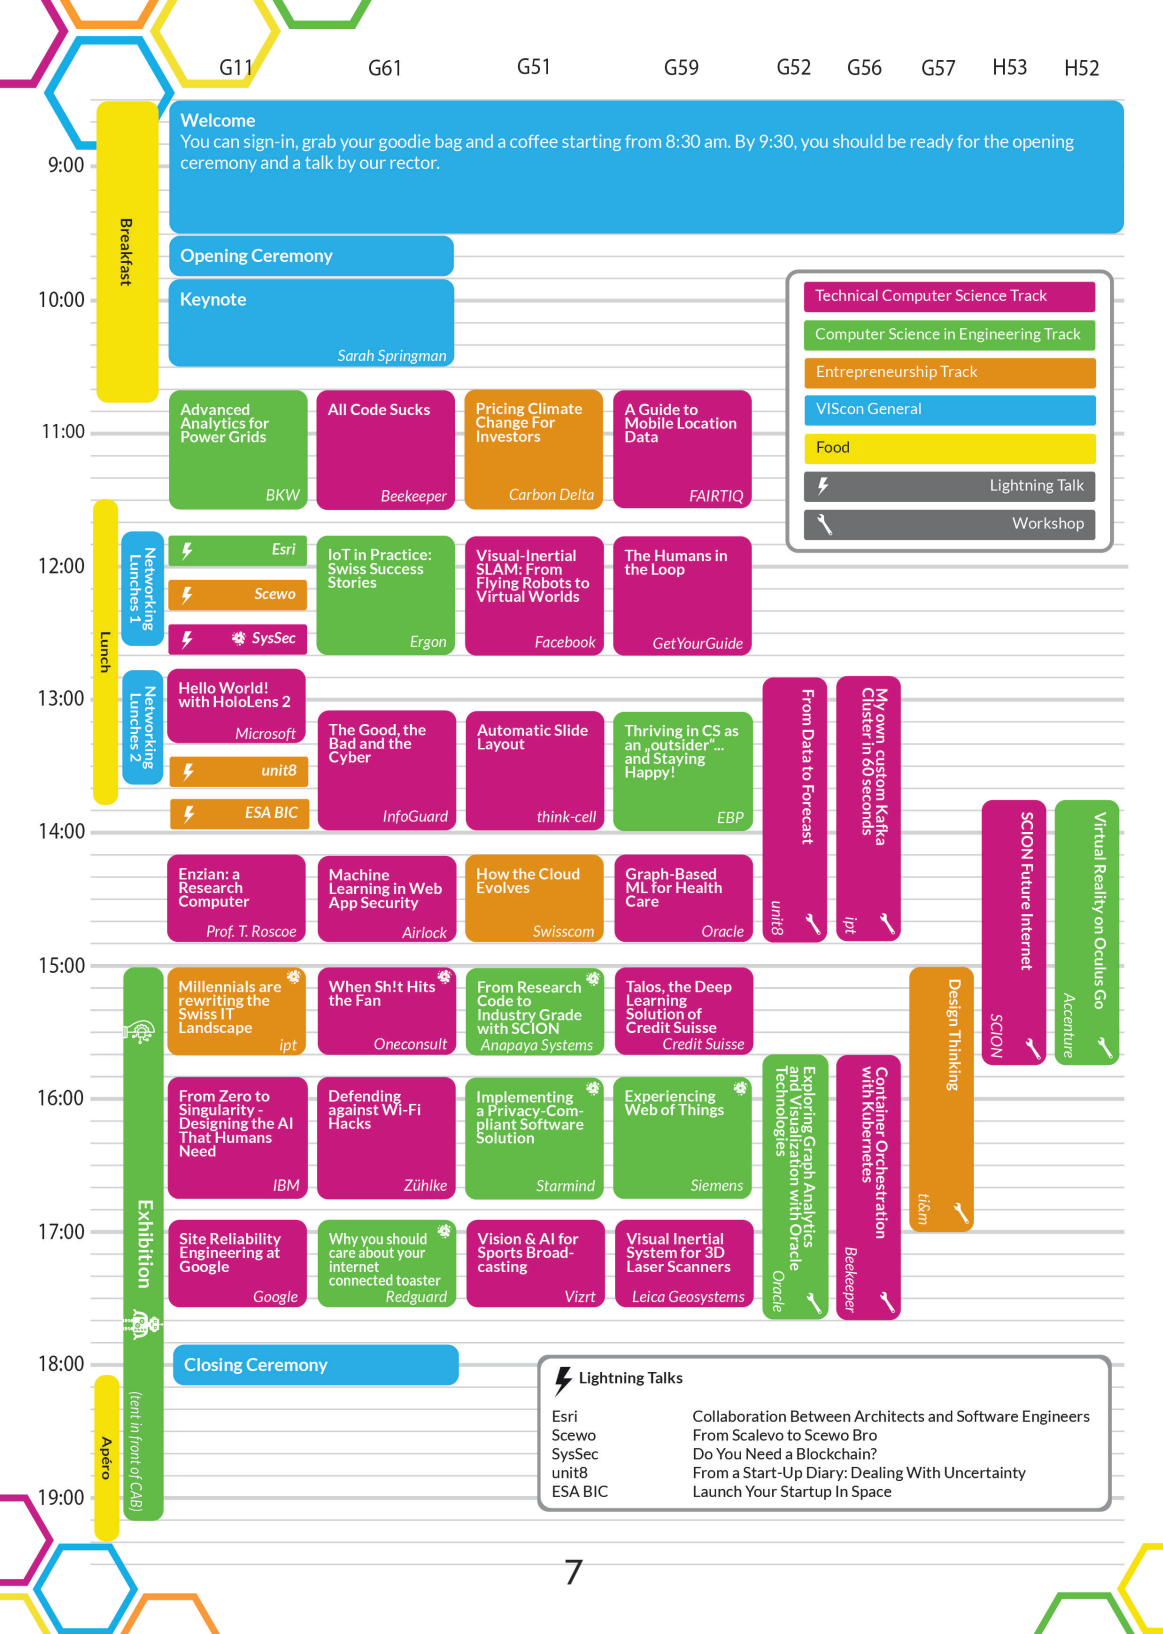 G11 G61 G51 G59 G52 G56 G57 H53 H52
Welcome
You can sign-in, grab your goodie bag and a coffee starting from 8:30 am. By 9:30, you should be ready for the opening
ceremony and a talk by our rector.
9:00
Breakfast
Opening Ceremony
10:00
Keynote
Sarah Springman
Technical Computer Science Track
Computer Science in Engineering Track
Entrepreneurship Track
VIScon General
Food
Lightning Talk
Workshop
11:00
Advanced
Analytics for
Power Grids
BKW
All Code Sucks
Beekeeper
Pricing Climate
Change For
Investors
Carbon Delta
A Guide to
Mobile Location
Data
FAIRTIQ
Lunch
Networking
Lunches 1
12:00
Esri
Scewo
SysSec
IoT in Practice:
Swiss Success
Stories
Ergon
Visual-Inertial
SLAM: From
Flying Robots to
Virtual Worlds
Facebook
The Humans in
the Loop
GetYourGuide
Networking
Lunches 2
13:00
Hello World!
with HoloLens 2
Microsoft
unit8
ESA BIC
The Good, the
Bad and the
Cyber
InfoGuard
Automatic Slide
Layout
think-cell
Thriving in CS as
an „outsider“...
and Staying
Happy!
EBP
From Data to Forecast
unit8
My own custom Kafka
Cluster in 60 seconds
ipt
SCION Future Internet
SCION
Virtual Reality on Oculus Go
Accenture
14:00
Enzian: a
Research
Computer
Prof. T. Roscoe
Machine
Learning in Web
App Security
Airlock
How the Cloud
Evolves
Swisscom
Graph-Based
ML for Health
Care
Oracle
15:00
Exhibition
(tent in front of CAB)
Millennials are
rewriting the
Swiss IT
Landscape
ipt
When Sh!t Hits
the Fan
Oneconsult
From Research
Code to
Industry Grade
with SCION
Anapaya Systems
Talos, the Deep
Learning
Solution of
Credit Suisse
Credit Suisse
Design Thinking
ti&m
16:00
From Zero to
Singularity -
Designing the AI
That Humans
Need
IBM
Defending
against Wi-Fi
Hacks
Zühlke
Implementing
a Privacy-Com-
pliant Software
Solution
Starmind
Experiencing
Web of Things
Siemens
Exploring Graph Analytics
and Visualization with Oracle
Technologies
Oracle
Container Orchestration
with Kubernetes
Beekeeper
17:00
Site Reliability
Engineering at
Google
Google
Why you should
care about your
internet
connected toaster
Redguard
Vision & AI for
Sports Broad-
casting
Vizrt
Visual Inertial
System for 3D
Laser Scanners
Leica Geosystems
18:00
Closing Ceremony
Apéro
19:00
Lightning Talks
Esri Collaboration Between Architects and Software Engineers
Scewo From Scalevo to Scewo Bro
SysSec Do You Need a Blockchain?
unit8 From a Start-Up Diary: Dealing With Uncertainty
ESA BIC Launch Your Startup In Space
7